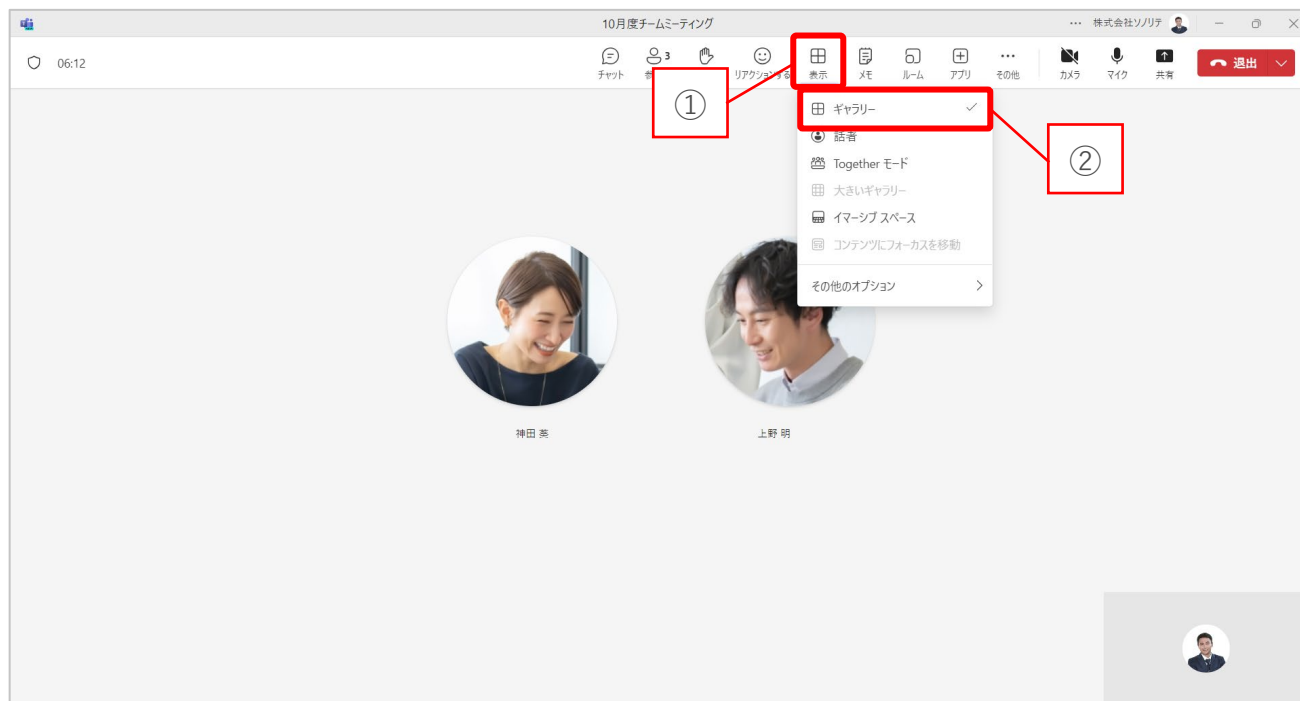 10月度チームミーティング
… 株式会社ソノリテ
06:12
3
チャット
リアクションする
表示
メモ
ルーム
アプリ
その他
カメラ
マイク
共有
退出
①
ギャラリー
②
話者
Together モード
大きいギャラリー
イマーシブ スペース
コンテンツにフォーカスを移動
その他のオプション
神田 英
上野 明